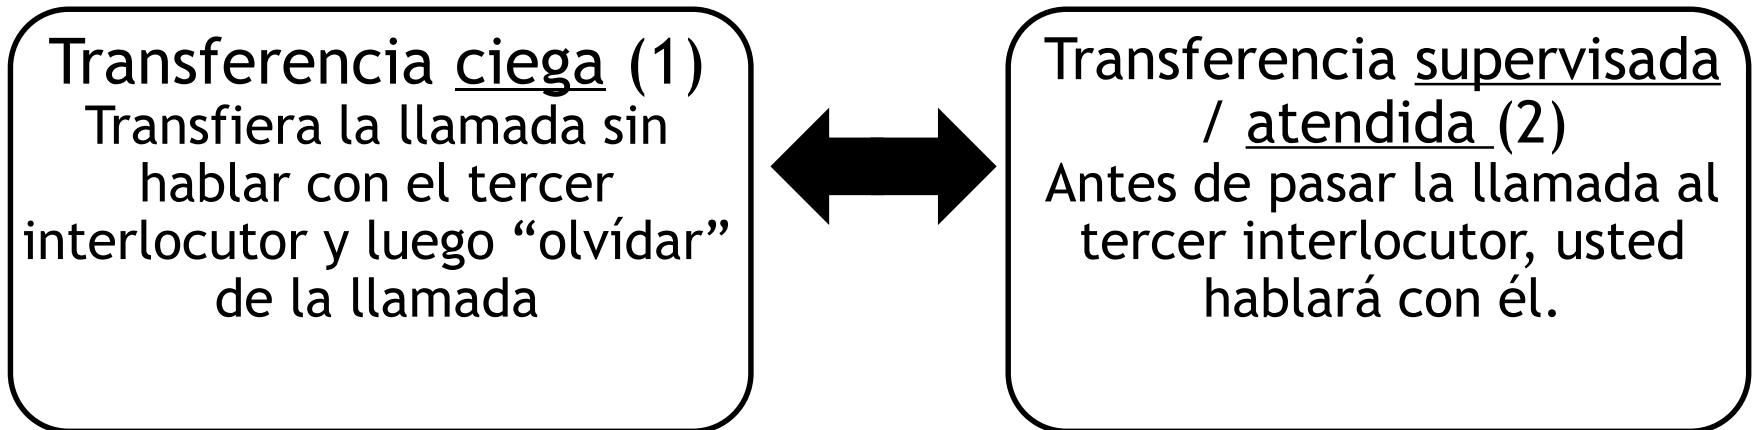 Transferencia ciega (1)
Transfiera la llamada sin
hablar con el tercer
interlocutor y luego “olvídar”
de la llamada
Transferencia supervisada
/ atendida (2)
Antes de pasar la llamada al
tercer interlocutor, usted
hablará con él.